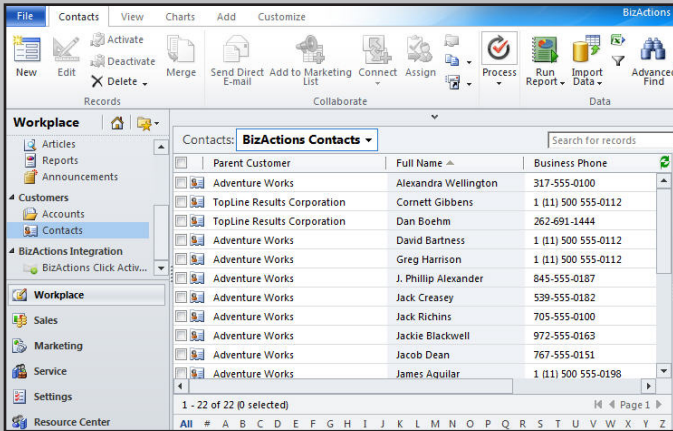 File Contacts View Charts Add Customize BizActions
New
Edit
Activate
Deactivate
Delete
Merge
Send Direct E-mail
Add to Marketing List
Connect
Assign
Process
Run Report
Import Data
Advanced Find
Records Collaborate Data
Workplace
Articles
Reports
Announcements
Customers
Accounts
Contacts
BizActions Integration
BizActions Click Activ...
Workplace
Sales
Marketing
Service
Settings
Resource Center
Contacts: BizActions Contacts Search for records
Parent Customer Full Name Business Phone
Adventure Works Alexandra Wellington 317-555-0100
TopLine Results Corporation Cornett Gibbens 1 (11) 500 555-0112
TopLine Results Corporation Dan Boehm 262-691-1444
Adventure Works David Bartness 1 (11) 500 555-0112
Adventure Works Greg Harrison 1 (11) 500 555-0112
Adventure Works J. Phillip Alexander 845-555-0187
Adventure Works Jack Creasey 539-555-0182
Adventure Works Jack Richins 705-555-0100
Adventure Works Jackie Blackwell 972-555-0163
Adventure Works Jacob Dean 767-555-0151
Adventure Works James Aguilar 1 (11) 500 555-0198
1 - 22 of 22 (0 selected) Page 1
All # A B C D E F G H I J K L M N O P Q R S T U V W X Y Z